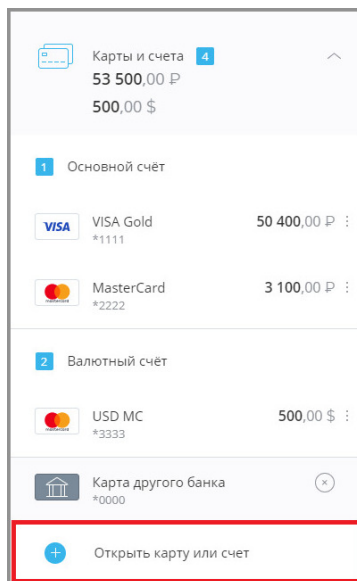 Карты и счета 4
53 500,00 ₽
500,00 $
1 Основной счёт
VISA VISA Gold 50 400,00 ₽
*1111
MasterCard 3 100,00 ₽
*2222
2 Валютный счёт
USD MC 500,00 $
*3333
Карта другого банка
*0000
Открыть карту или счет